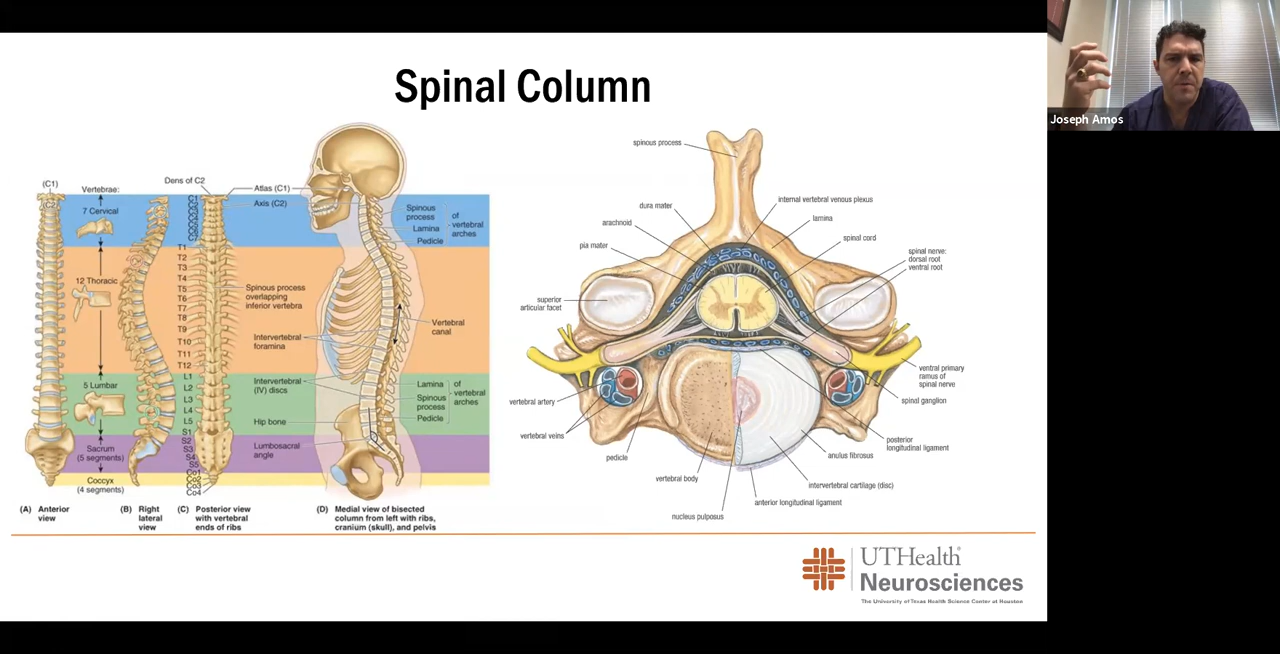 Spinal Column
Joseph Amos
(C1)
(C2)
Vertebrae:
7 Cervical
12 Thoracic
5 Lumbar
Sacrum
(5 segments)
Coccyx
(4 segments)
Dens of C2
C1
C7
T1
T2
T3
T4
T5
T6
T7
T8
T9
T10
T11
T12
L1
L2
L3
L4
L5
S1
S2
S3
S4
S5
Co1
Co2
Co3
Co4
Atlas (C1)
Axis (C2)
Spinous
process
Lamina
Pedicle
of
vertebral
arches
Spinous process
overlapping
inferior vertebra
Intervertebral
foramina
Vertebral
canal
Intervertebral
(IV) discs
Hip bone
Lumbosacral
angle
Lamina
Spinous
process
Pedicle
of
vertebral
arches
(A) Anterior
view
(B) Right
lateral
view
(C) Posterior view
with vertebral
ends of ribs
(D) Medial view of bisected
column from left with ribs,
cranium (skull), and pelvis
spinous process
dura mater
arachnoid
pia mater
superior
articular facet
vertebral artery
vertebral veins
pedicle
vertebral body
nucleus pulposus
internal vertebral venous plexus
lamina
spinal cord
spinal nerve:
dorsal root
ventral root
ventral primary
ramus of
spinal nerve
spinal ganglion
posterior
longitudinal ligament
anulus fibrosus
intervertebral cartilage (disc)
anterior longitudinal ligament
UTHealth®
Neurosciences
The University of Texas Health Science Center at Houston